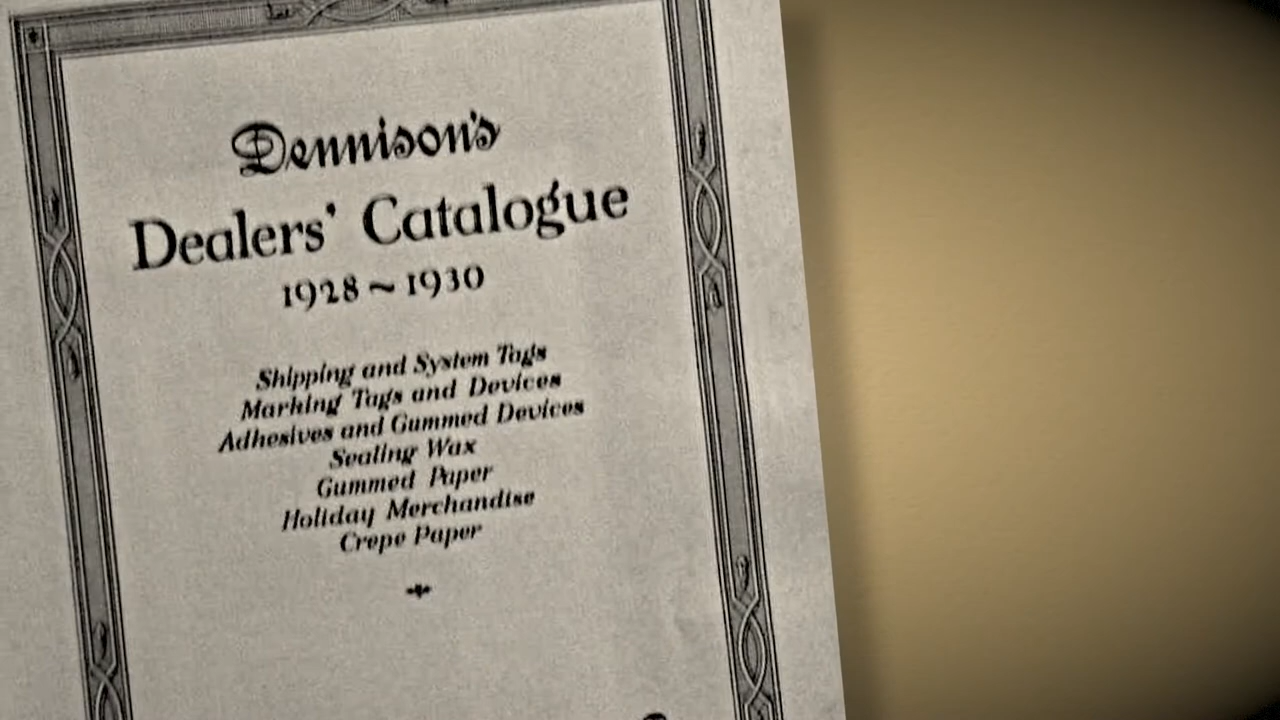 Dennison's
Dealers' Catalogue
1928 ~ 1930
Shipping and System Tags
Marking Tags and Devices
Adhesives and Gummed Devices
Sealing Wax
Gummed Paper
Holiday Merchandise
Crepe Paper